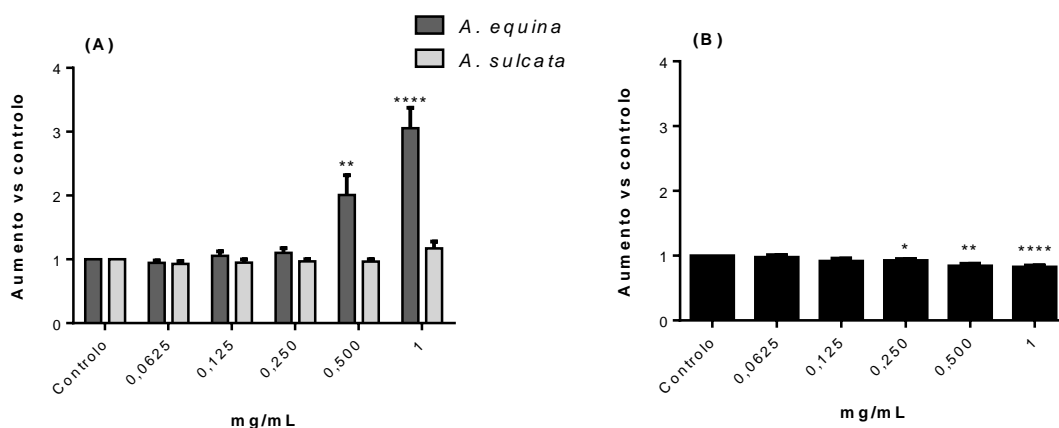 (A)
A. equina
A. sulcata
Aumento vs controlo
4
3
2
1
0
**
****
Controlo
0,0625
0,125
0,250
0,500
1
mg/mL
(B)
Aumento vs controlo
4
3
2
1
0
*
**
****
Controlo
0,0625
0,125
0,250
0,500
1
mg/mL